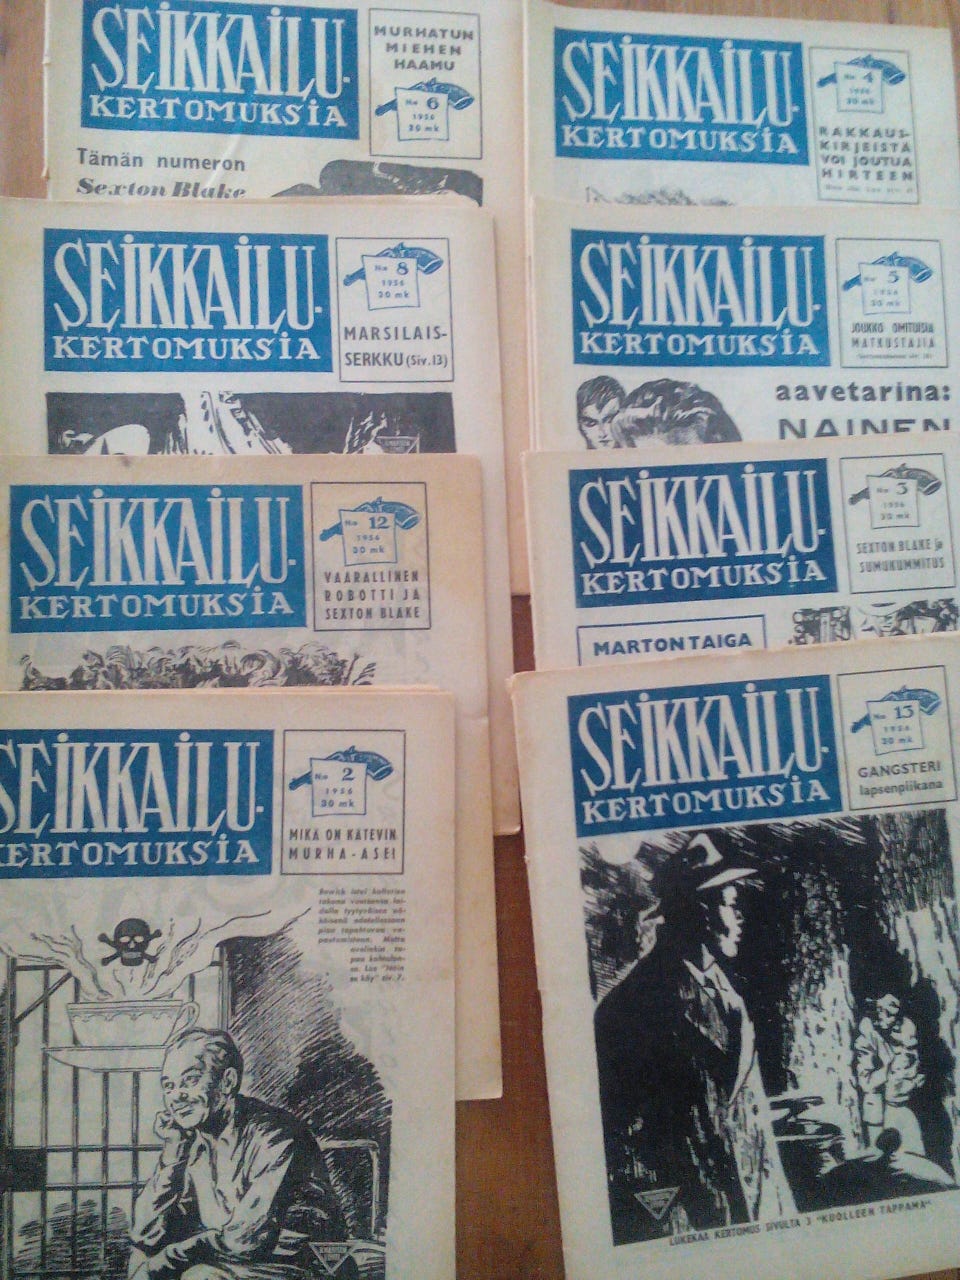 SEIKKAILU-
KERTOMUKSIA
MURHATUN
MIEHEN
HAAMU
No 6
1956
30 mk
Tämän numeron
Sexton Blake
SEIKKAILU-
KERTOMUKSIA
No 4
1956
30 mk
RAKKAUS-
KIRJEISTÄ
VOI JOUTUA
HIRTEEN
SEIKKAILU-
KERTOMUKSIA
No 8
1956
30 mk
MARSILAIS-
SERKKU (Siv. 13)
SEIKKAILU-
KERTOMUKSIA
No 5
1956
30 mk
JOUKKO OMITUISIA
MATKUSTAJIA
aavetarina:
NAINEN
SEIKKAILU-
KERTOMUKSIA
No 12
1956
30 mk
VAARALLINEN
ROBOTTI JA
SEXTON BLAKE
SEIKKAILU-
KERTOMUKSIA
No 3
1956
30 mk
SEXTON BLAKE ja
SUMUKUMMITUS
MARTON TAIGA
SEIKKAILU-
KERTOMUKSIA
No 2
1956
30 mk
MIKÄ ON KÄTEVIN
MURHA-ASE?
SEIKKAILU-
KERTOMUKSIA
No 13
1956
30 mk
GANGSTERI
lapsenpiikana
LUKEKAA KERTOMUS SIVULTA 3 "KUOLLEEN TAPPAMA"